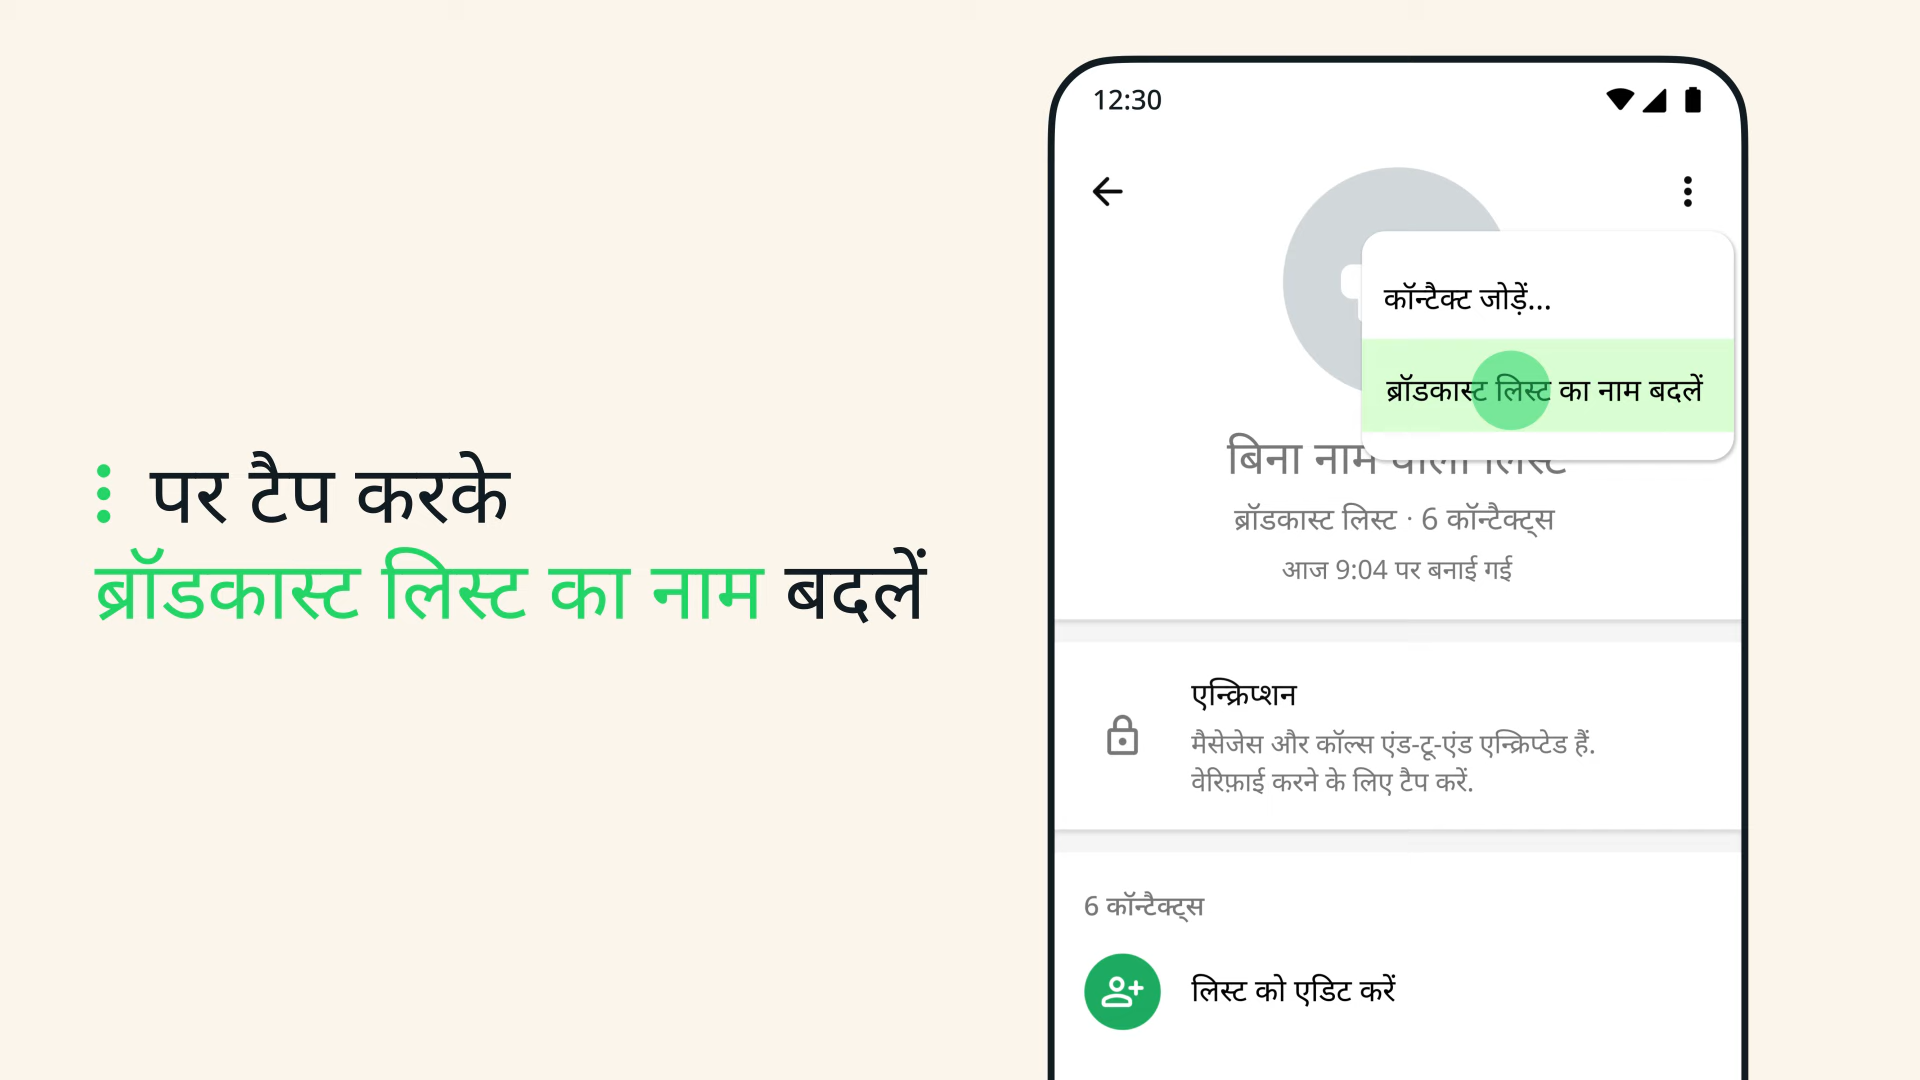 पर टैप करके
ब्रॉडकास्ट लिस्ट का नाम बदलें
12:30
कॉन्टैक्ट जोड़ें...
ब्रॉडकास्ट लिस्ट का नाम बदलें
बिना नाम वाली लिस्ट
ब्रॉडकास्ट लिस्ट · 6 कॉन्टैक्ट्स
आज 9:04 पर बनाई गई
एन्क्रिप्शन
मैसेजेस और कॉल्स एंड-टू-एंड एन्क्रिप्टेड हैं.
वेरिफ़ाई करने के लिए टैप करें.
6 कॉन्टैक्ट्स
लिस्ट को एडिट करें